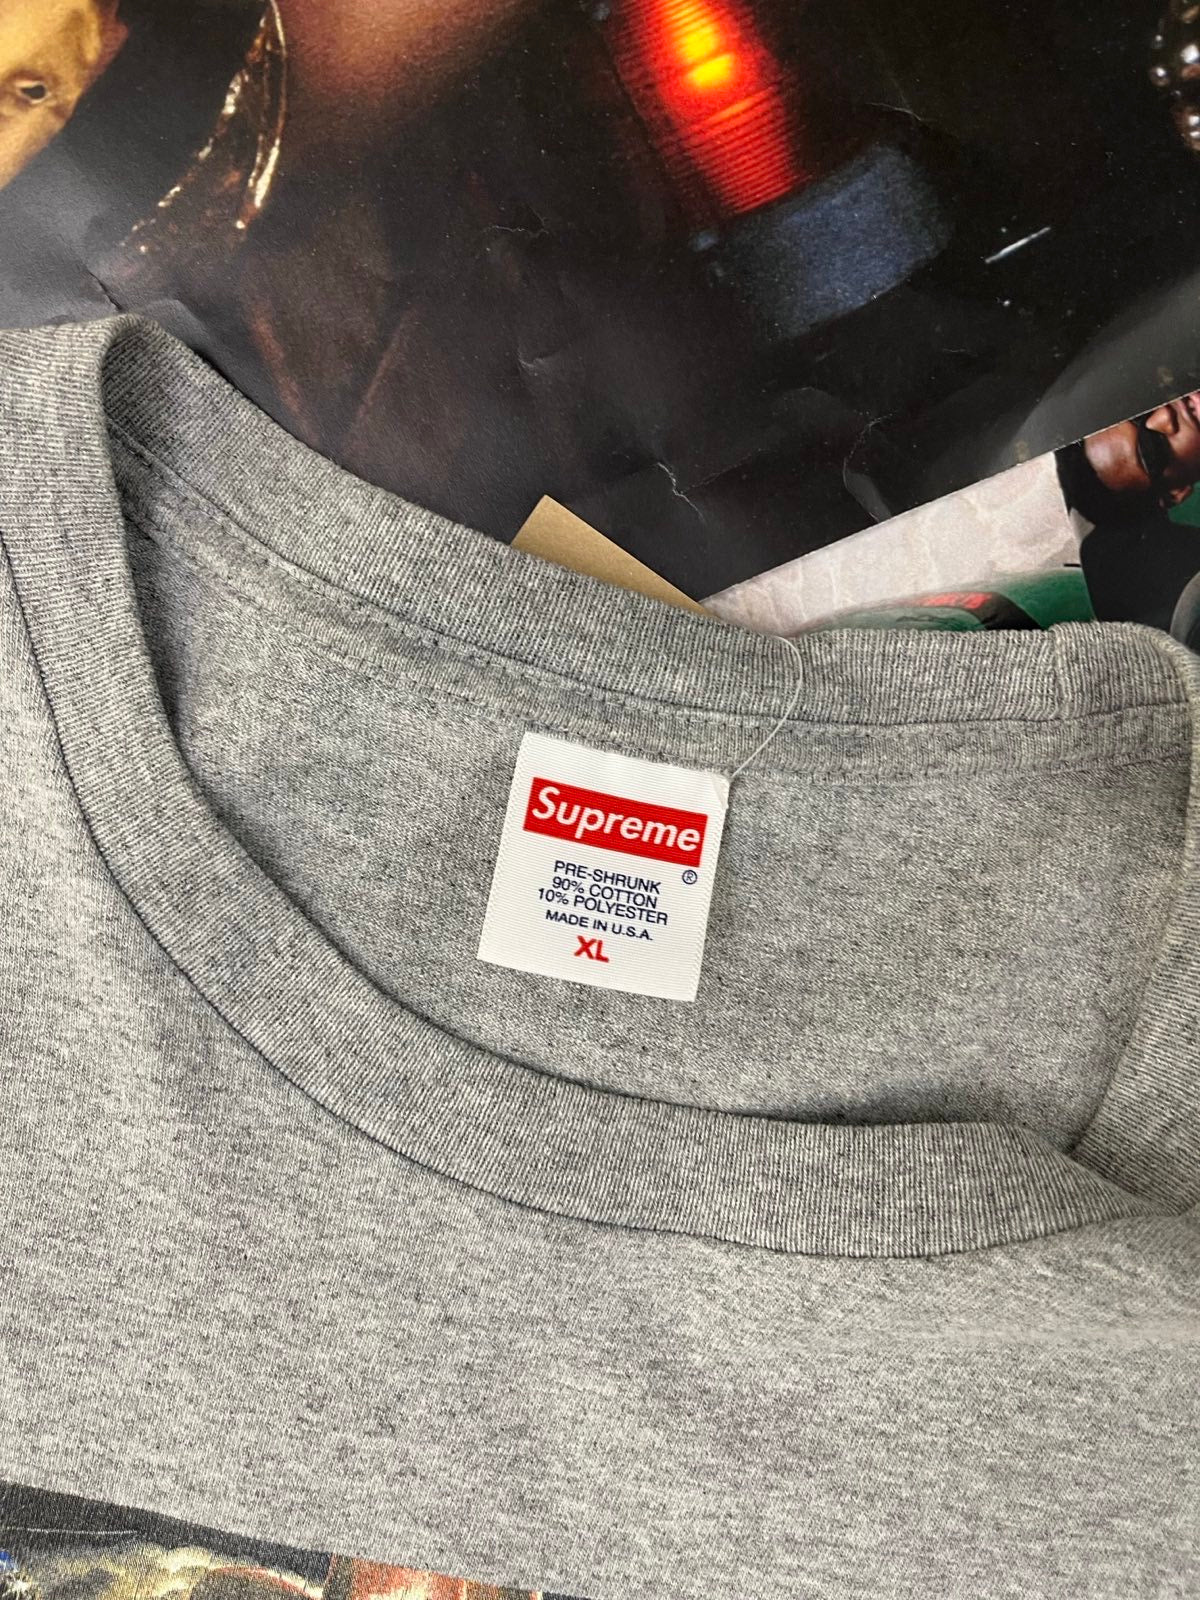 Supreme
®
PRE-SHRUNK
90% COTTON
10% POLYESTER
MADE IN U.S.A.
XL